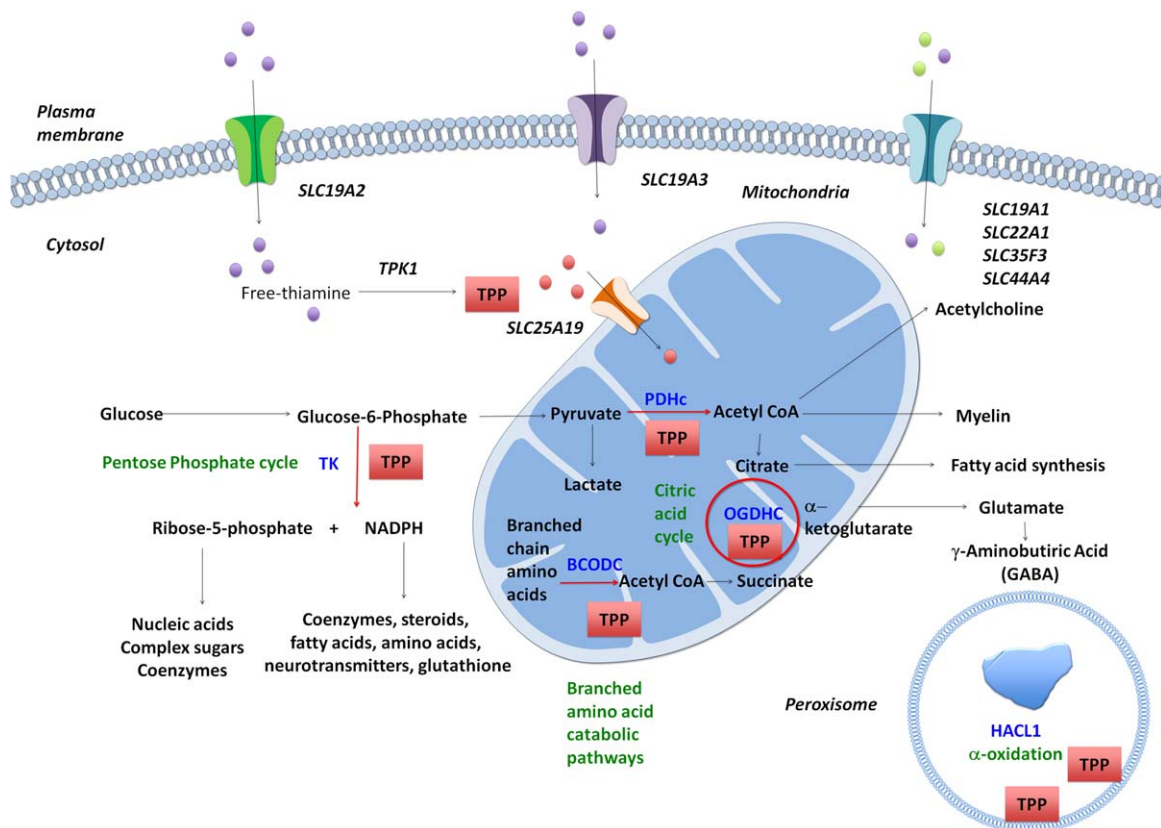 Plasma
membrane
SLC19A2
SLC19A3
Mitochondria
SLC19A1
SLC22A1
SLC35F3
SLC44A4
Cytosol
Free-thiamine
TPK1
TPP
SLC25A19
Acetylcholine
Glucose
Glucose-6-Phosphate
Pyruvate
PDHc
TPP
Acetyl CoA
Myelin
Pentose Phosphate cycle
TK
TPP
Lactate
Citrate
Fatty acid synthesis
Citric
acid
cycle
OGDHC
TPP
α–
ketoglutarate
Glutamate
Ribose-5-phosphate + NADPH
Branched
chain
amino
acids
BCODC
TPP
Acetyl CoA
Succinate
γ-Aminobutiric Acid
(GABA)
Nucleic acids
Complex sugars
Coenzymes
Coenzymes, steroids,
fatty acids, amino acids,
neurotransmitters, glutathione
Branched
amino acid
catabolic
pathways
Peroxisome
HACL1
α-oxidation
TPP
TPP